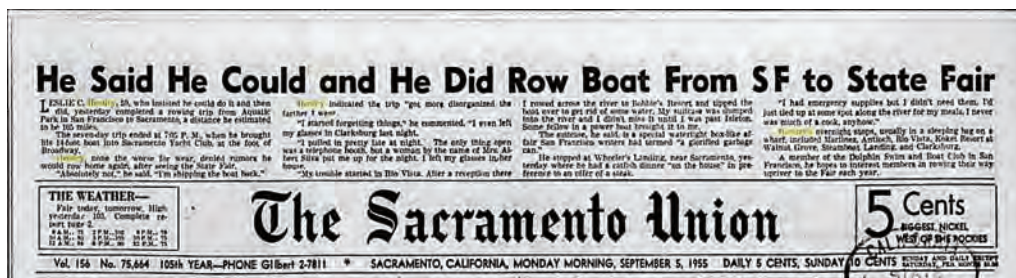 He Said He Could and He Did Row Boat From SF to State Fair
LESLIE C. 59, who insisted he could do it and then
did, yesterday completed a rowing trip from Aquatic
Park in San Francisco to Sacramento, a distance he estimated
to be 165 miles.
The seven-day trip ended at 7:05 P.M., when he brought
his 14-foot boat into Sacramento Yacht Club, at the foot of
Broadway.
none the worse for wear, denied rumors he
would row home again, after seeing the State Fair.
"Absolutely not," he said. "I'm shipping the boat back."
indicated the trip "got more disorganized the
farther I went."
"I started forgetting things," he commented. "I even left
my glasses in Clarksburg last night.
"I pulled in pretty late at night. The only thing open
was a telephone booth, but a woman by the name of Mrs. Al-
bert Silva put me up for the night. I left my glasses in her
house.
"My trouble started in Rio Vista. After a reception there
I rowed across the river to Resort and tipped the
boat over to get rid of some water. My suitcase was dumped
into the river and I didn't miss it until I was past Isleton.
Some fellow in a power boat brought it to me.
The suitcase, he said, is a special watertight box-like af-
fair San Francisco writers had termed "a glorified garbage
can."
He stopped at Wheeler's Landing, near Sacramento, yes-
terday where he had a catfish dinner "on the house" in pre-
ference to an offer of a steak.
"I had emergency supplies but I didn't need them. I'd
just tied up at some spot along the river for my meals. I never
saw much of a crook, anyhow."
overnight stops, usually in a sleeping bag on a
wharf, included Martinez, Antioch, Rio Vista, Resort at
Walnut Grove, Steamboat Landing, and Clarksburg.
A member of the Dolphin Swim and Boat Club in San
Francisco, he hopes to interest members in rowing their way
upriver to the Fair each year.
THE WEATHER—
Fair today, tomorrow. High
yesterday 103. Complete re-
port page 2.
The Sacramento Union
5 Cents
BIGGEST NICKEL
WEST OF THE ROCKIES
Vol. 156 No. 75,664 105th YEAR—PHONE GIlbert 2-7811 * SACRAMENTO, CALIFORNIA, MONDAY MORNING, SEPTEMBER 5, 1955 DAILY 5 CENTS, SUNDAY 10 CENTS